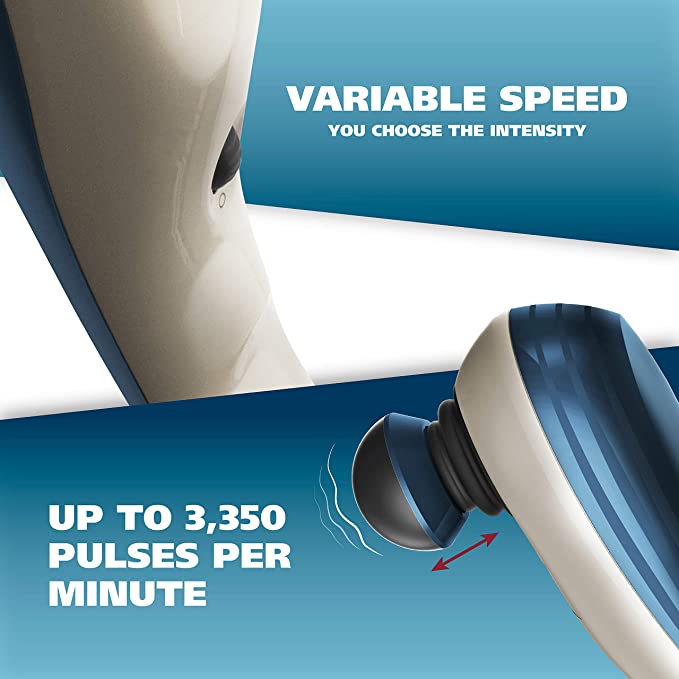 VARIABLE SPEED
YOU CHOOSE THE INTENSITY
UP TO 3,350
PULSES PER
MINUTE